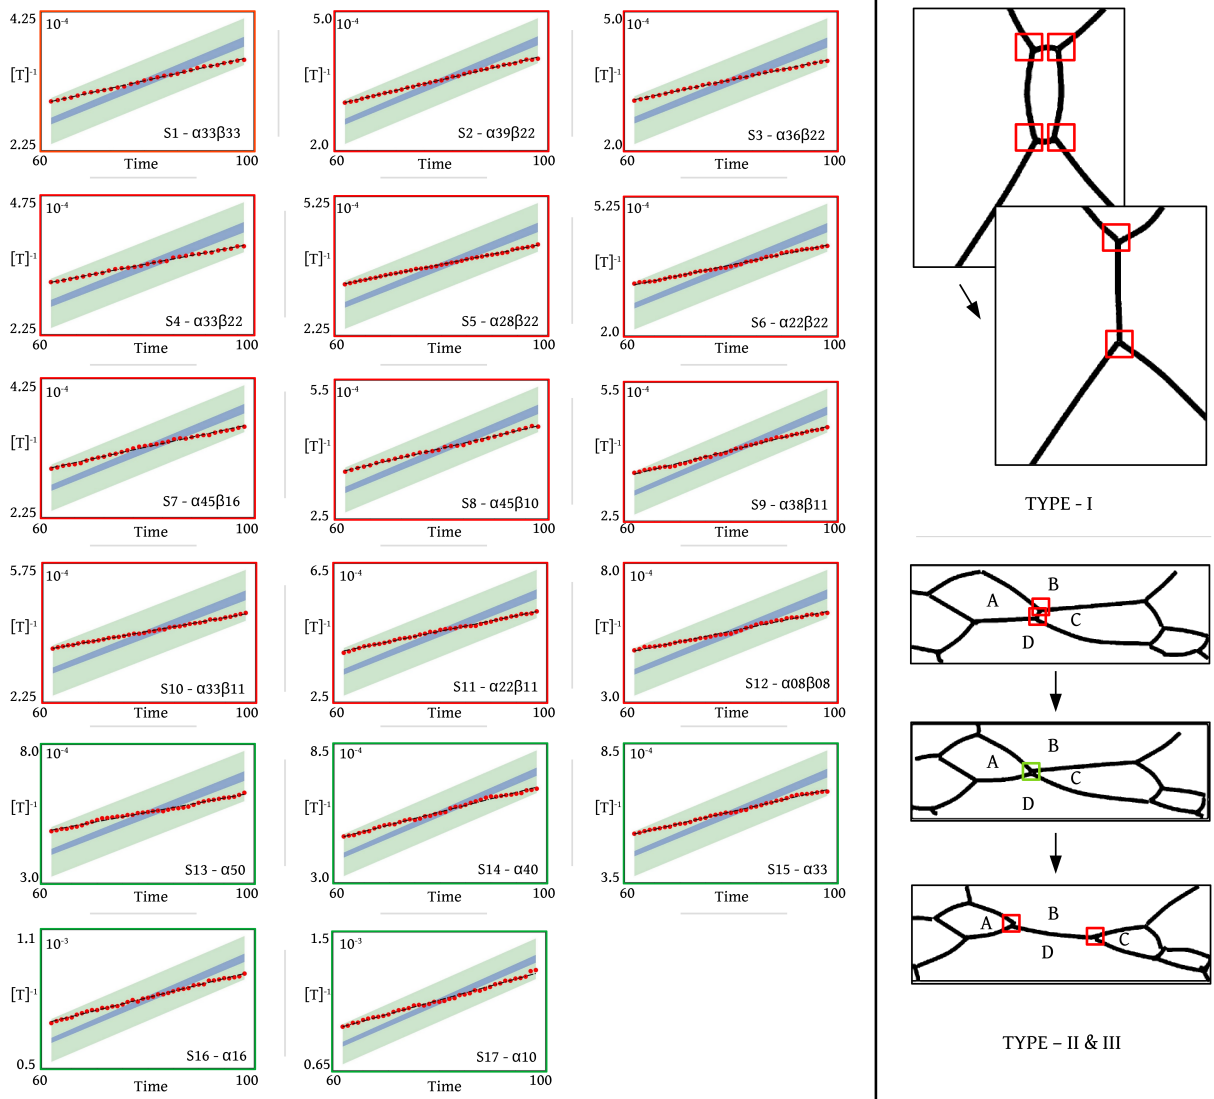 4.25
10⁻⁴
[T]⁻¹
S1 - α33β33
2.25
60
Time
100
5.0
10⁻⁴
[T]⁻¹
S2 - α39β22
2.0
60
Time
100
5.0
10⁻⁴
[T]⁻¹
S3 - α36β22
2.0
60
Time
100
4.75
10⁻⁴
[T]⁻¹
S4 - α33β22
2.25
60
Time
100
5.25
10⁻⁴
[T]⁻¹
S5 - α28β22
2.25
60
Time
100
5.25
10⁻⁴
[T]⁻¹
S6 - α22β22
2.0
60
Time
100
4.25
10⁻⁴
[T]⁻¹
S7 - α45β16
2.25
60
Time
100
5.5
10⁻⁴
[T]⁻¹
S8 - α45β10
2.5
60
Time
100
5.5
10⁻⁴
[T]⁻¹
S9 - α38β11
2.5
60
Time
100
5.75
10⁻⁴
[T]⁻¹
S10 - α33β11
2.25
60
Time
100
6.5
10⁻⁴
[T]⁻¹
S11 - α22β11
2.5
60
Time
100
8.0
10⁻⁴
[T]⁻¹
S12 - α08β08
3.0
60
Time
100
8.0
10⁻⁴
[T]⁻¹
S13 - α50
3.0
60
Time
100
8.5
10⁻⁴
[T]⁻¹
S14 - α40
3.0
60
Time
100
8.5
10⁻⁴
[T]⁻¹
S15 - α33
3.5
60
Time
100
1.1
10⁻³
[T]⁻¹
S16 - α16
0.5
60
Time
100
1.5
10⁻³
[T]⁻¹
S17 - α10
0.65
60
Time
100
TYPE - I
B
A
C
D
B
A
C
D
B
A
C
D
TYPE – II & III